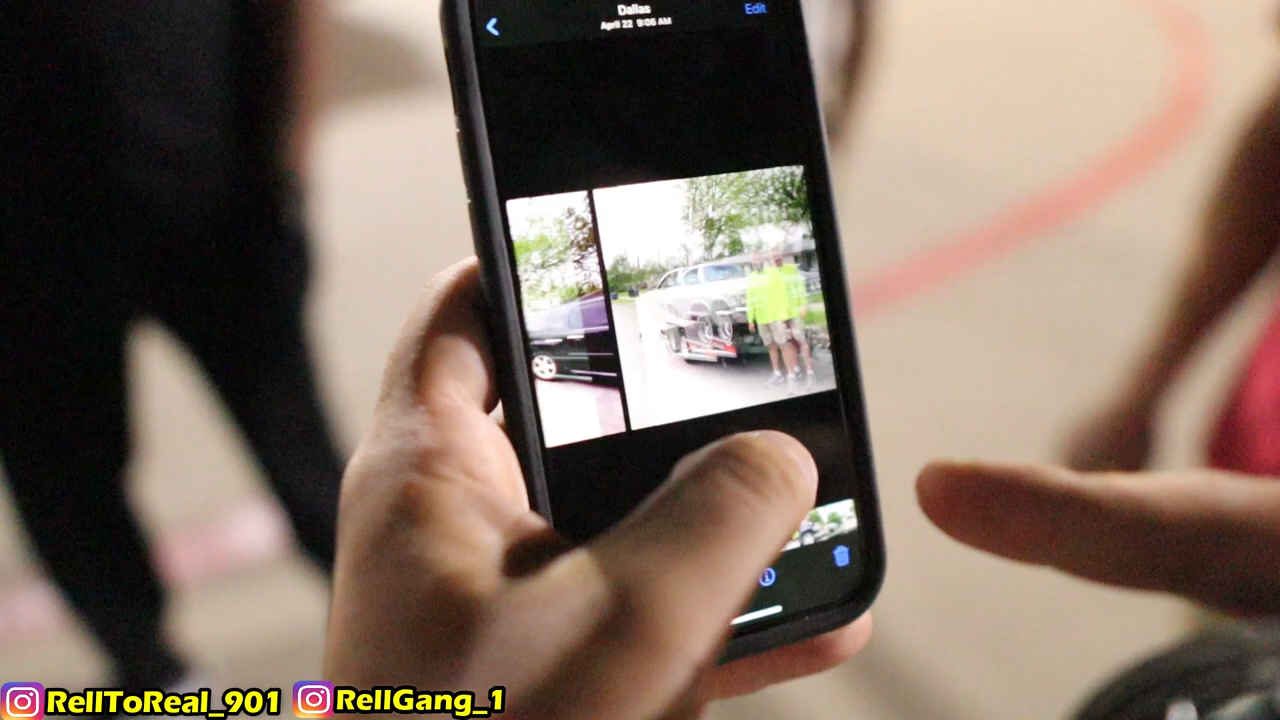 Dallas
April 22 9:06 AM
Edit
RellToReal_901
RellGang_1